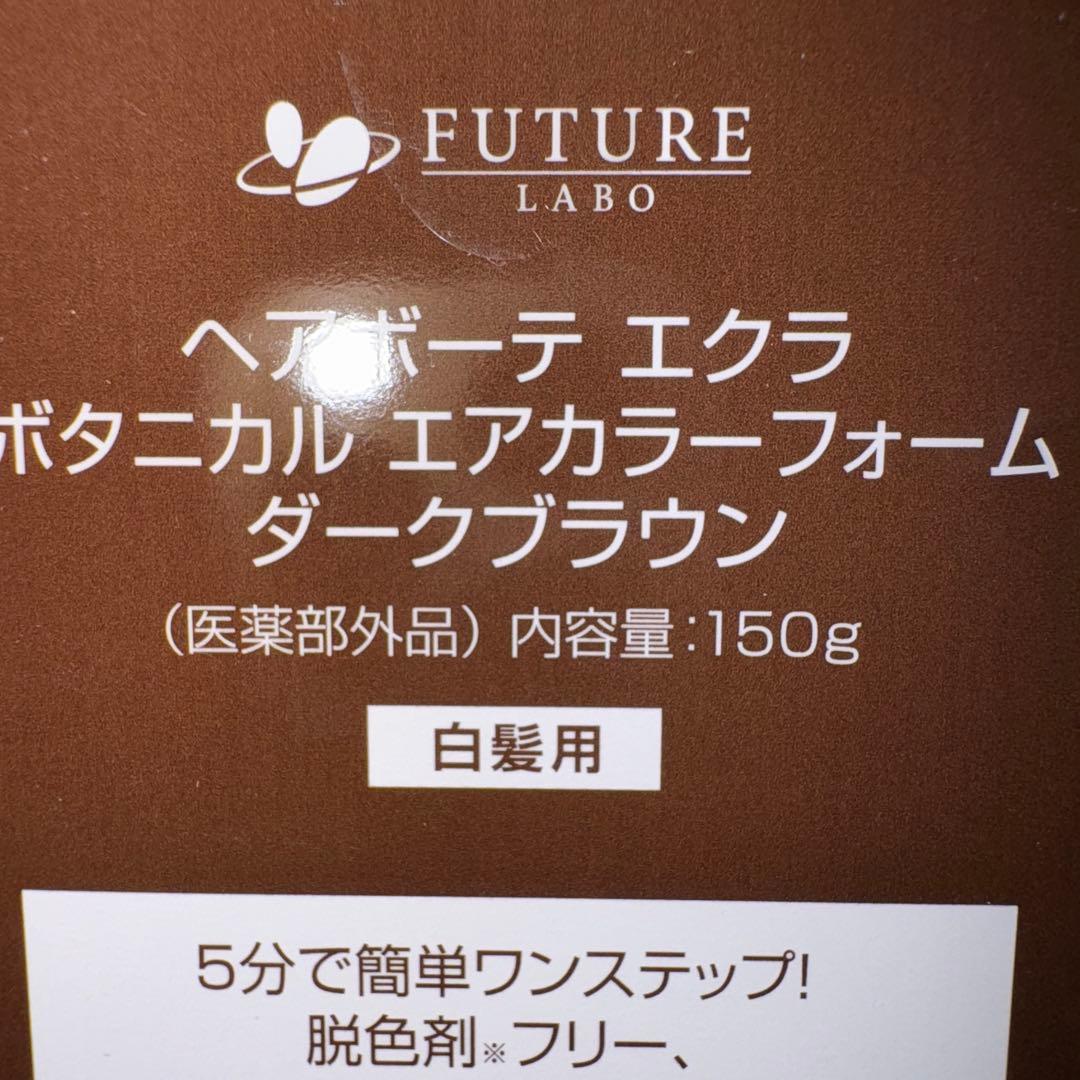 FUTURE
LABO
ヘアボーテ エクラ
ボタニカル エアカラーフォーム
ダークブラウン
(医薬部外品) 内容量:150g
白髪用
5分で簡単ワンステップ!
脱色剤※フリー、